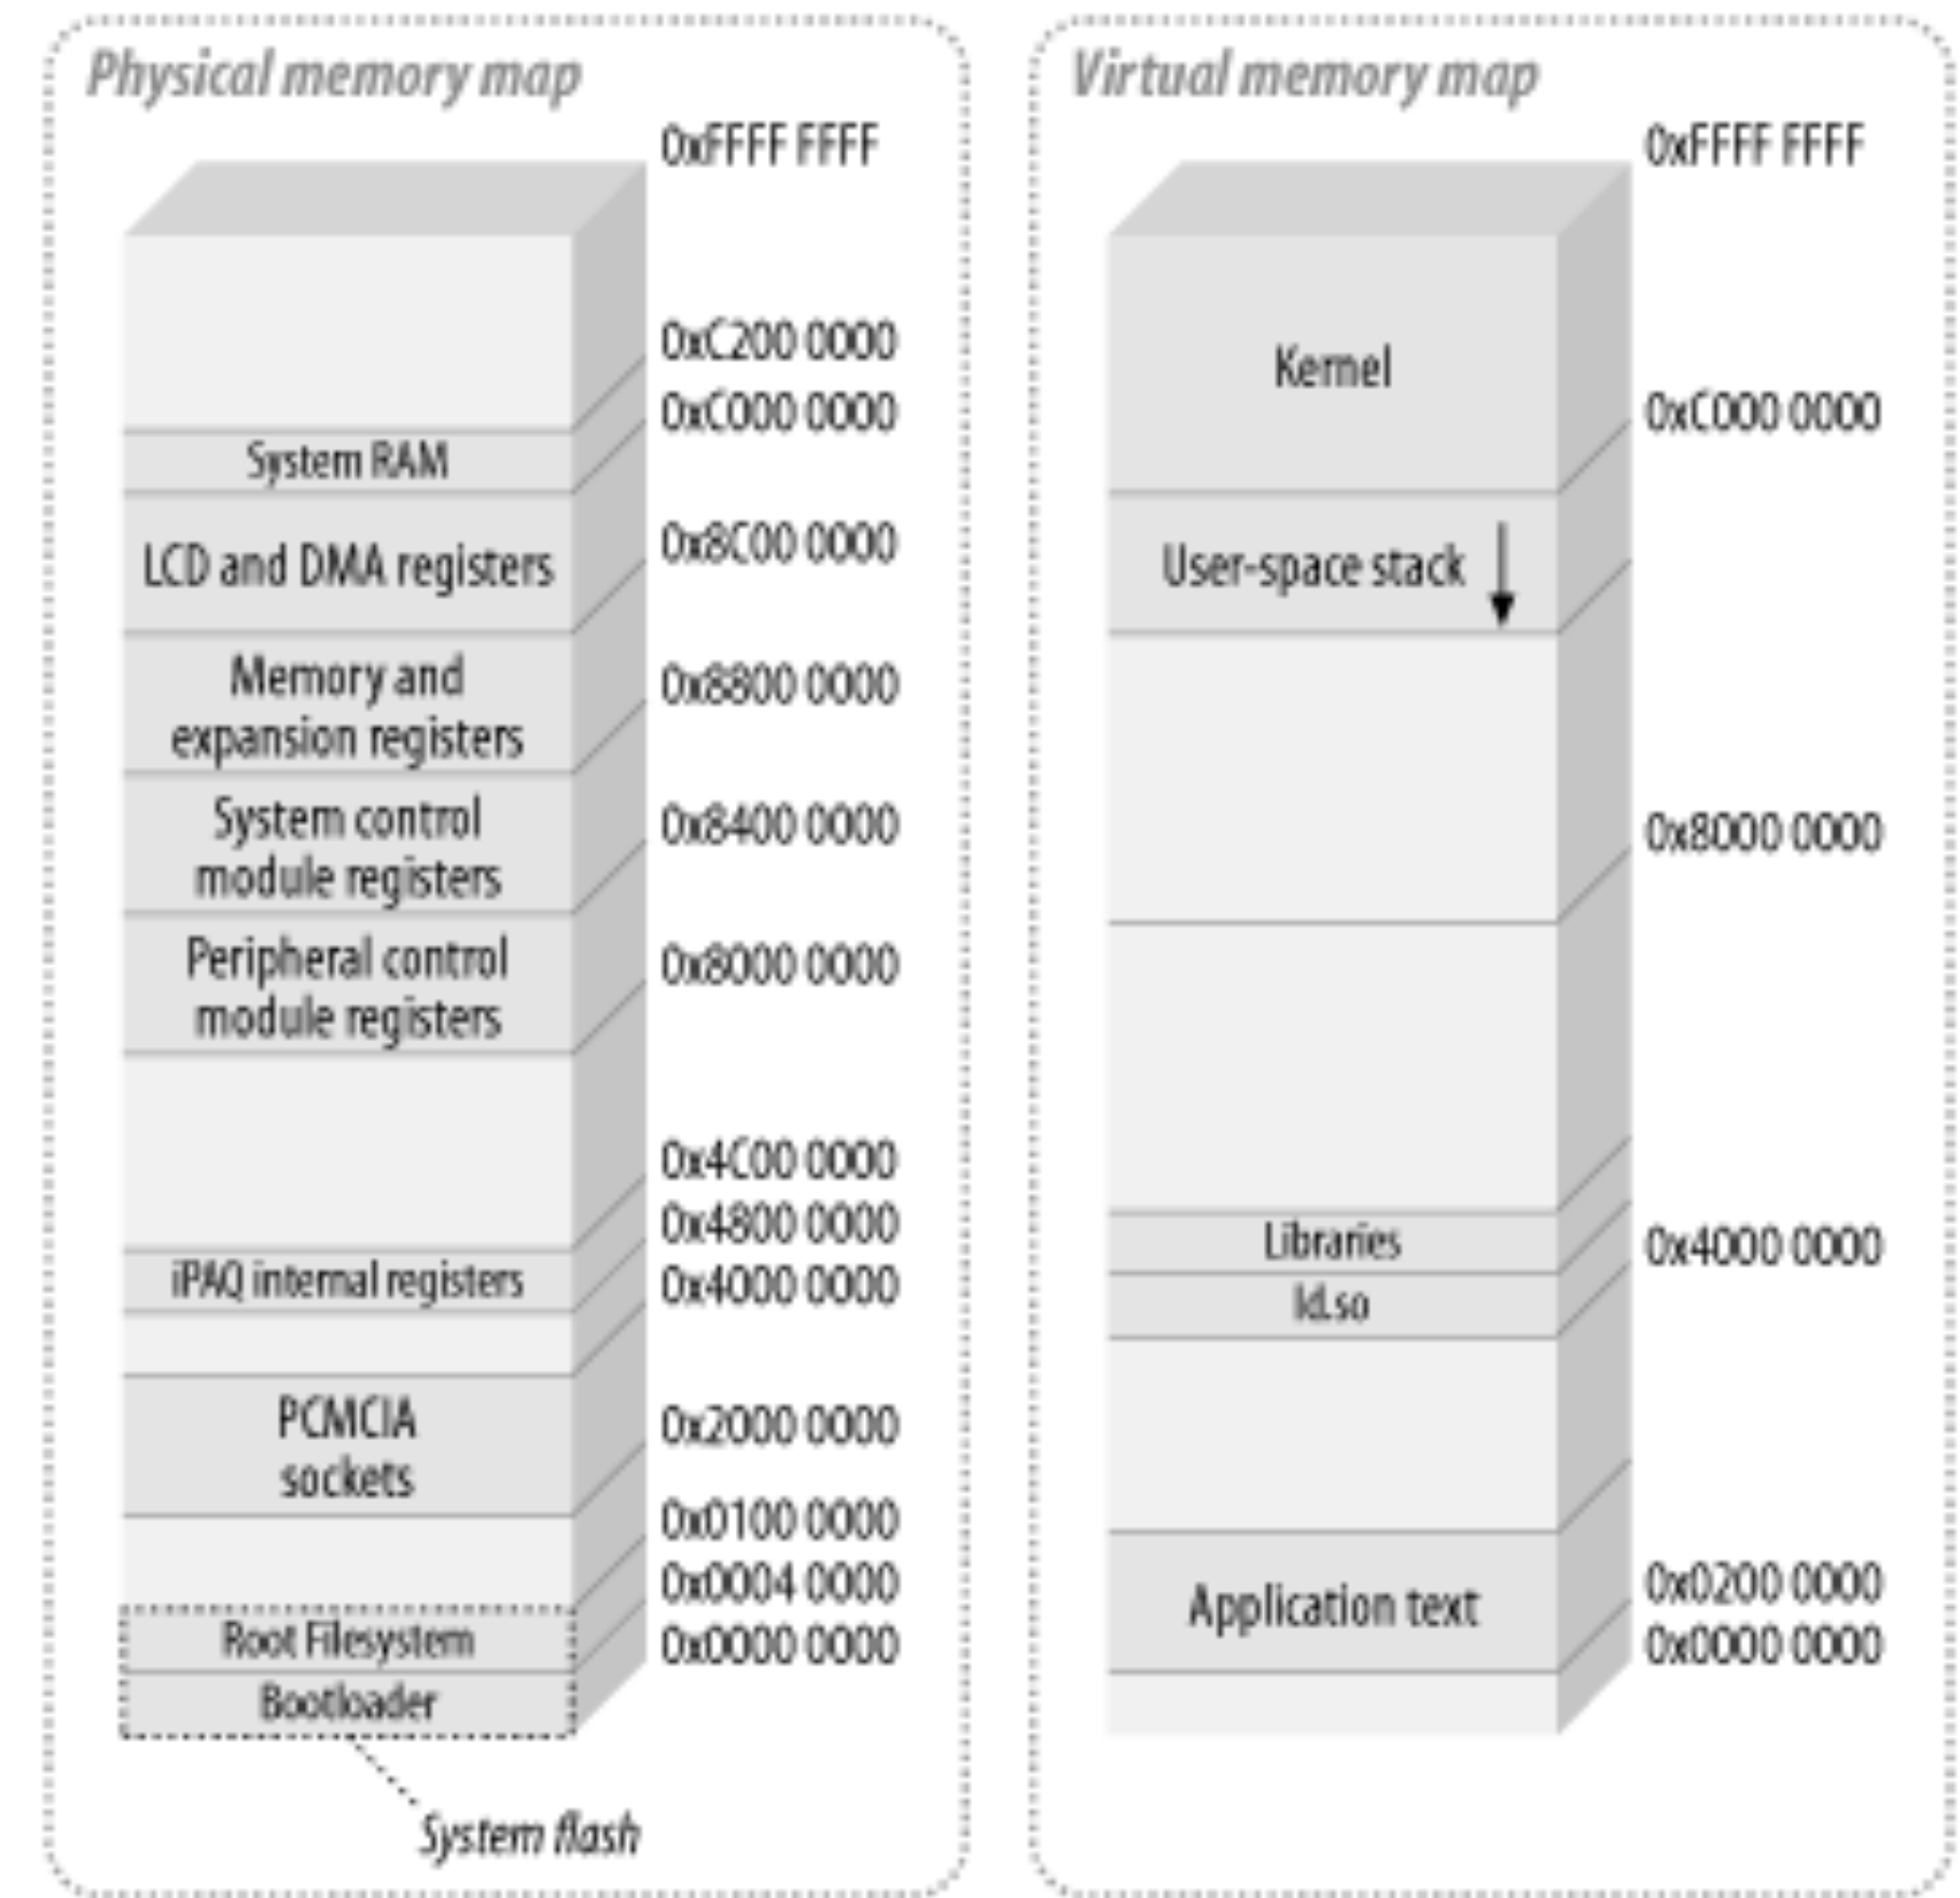 Physical memory map
0xFFFF FFFF
0xC200 0000
0xC000 0000
System RAM
0x8C00 0000
LCD and DMA registers
Memory and
expansion registers
0x8800 0000
System control
module registers
0x8400 0000
Peripheral control
module registers
0x8000 0000
0x4C00 0000
0x4800 0000
iPAQ internal registers
0x4000 0000
PCMCIA
sockets
0x2000 0000
0x0100 0000
0x0004 0000
Root Filesystem
0x0000 0000
Bootloader
System flash
Virtual memory map
0xFFFF FFFF
Kernel
0xC000 0000
User-space stack
0x8000 0000
Libraries
0x4000 0000
ld.so
0x0200 0000
Application text
0x0000 0000